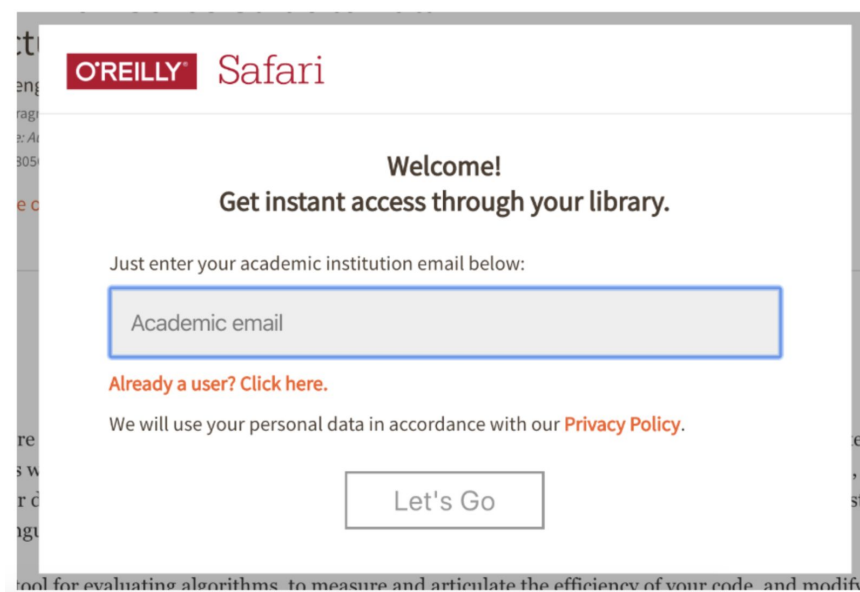 O'REILLY® Safari
Welcome!
Get instant access through your library.
Just enter your academic institution email below:
Academic email
Already a user? Click here.
We will use your personal data in accordance with our Privacy Policy.
Let's Go
tool for evaluating algorithms, to measure and articulate the efficiency of your code, and modify